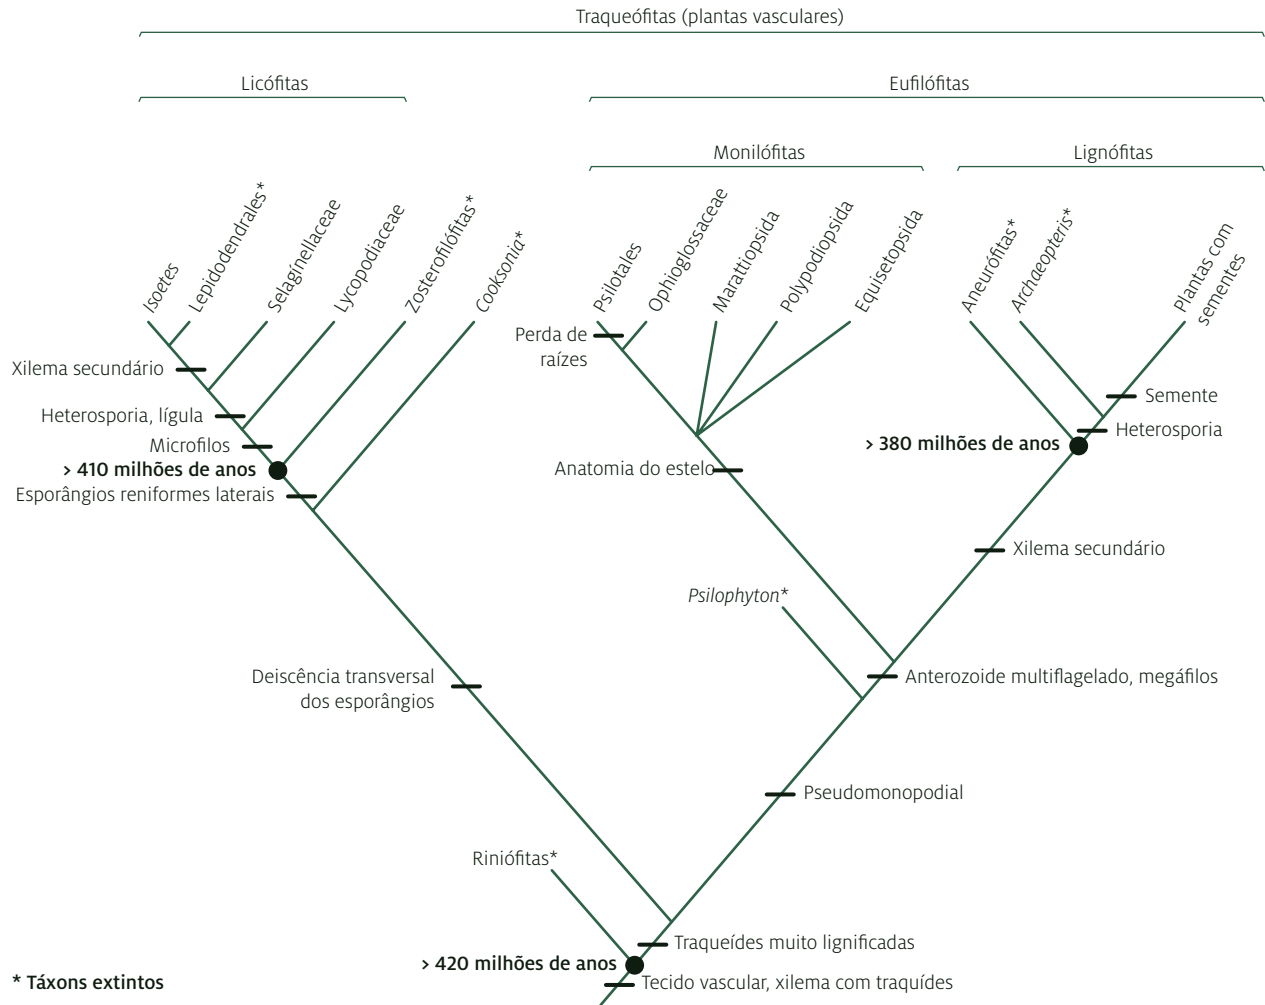 Traqueófitas (plantas vasculares)
Licófitas
Eufilófitas
Monilófitas
Lignófitas
Isoetes
Lepidodendrales*
Selaginellaceae
Lycopodiaceae
Zosterofilófitas*
Cooksonia*
Psilotales
Ophioglossaceae
Marattiopsida
Polypodiopsida
Equisetopsida
Aneurófitas*
Archaeopteris*
Plantas com
sementes
Perda de
raízes
Xilema secundário
Semente
Heterosporia, lígula
Heterosporia
Microfilos
> 380 milhões de anos
> 410 milhões de anos
Anatomia do estelo
Esporângios reniformes laterais
Xilema secundário
Psilophyton*
Deiscência transversal
dos esporângios
Anterozoide multiflagelado, megáfilos
Pseudomonopodial
Riniófitas*
Traqueídes muito lignificadas
> 420 milhões de anos
Tecido vascular, xilema com traquídes
* Táxons extintos